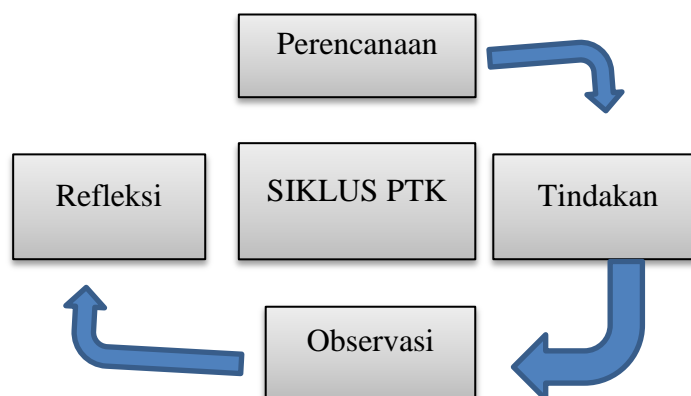 Perencanaan
Refleksi
SIKLUS PTK
Tindakan
Observasi